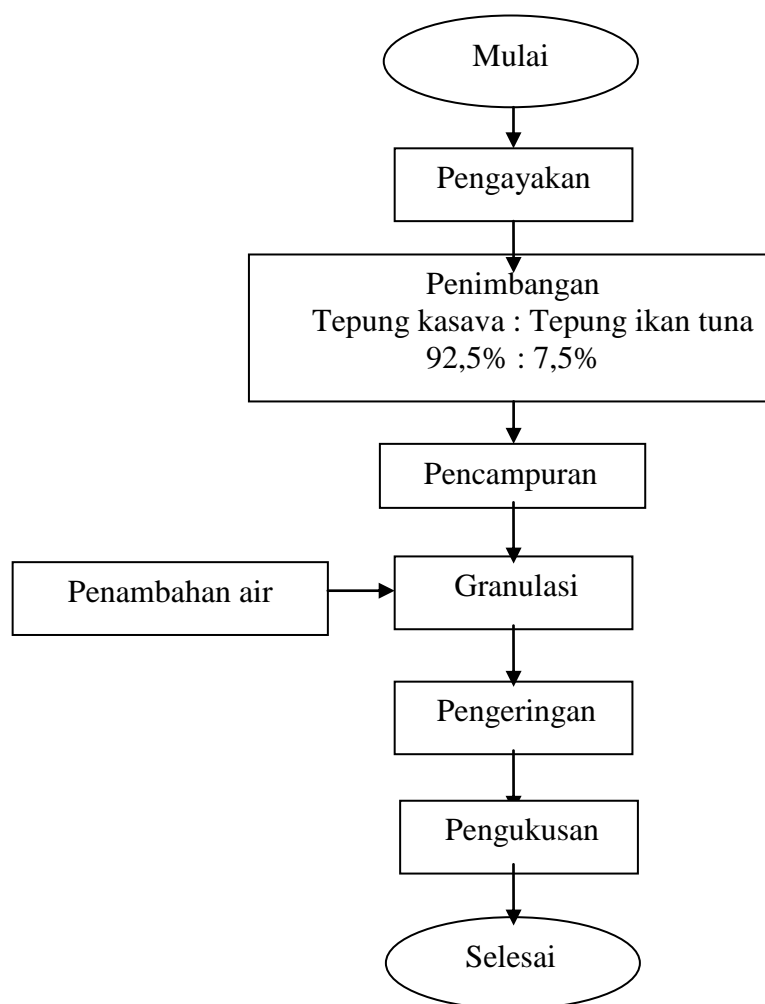 Mulai
Pengayakan
Penimbangan
Tepung kasava : Tepung ikan tuna
92,5% : 7,5%
Pencampuran
Penambahan air
Granulasi
Pengeringan
Pengukusan
Selesai